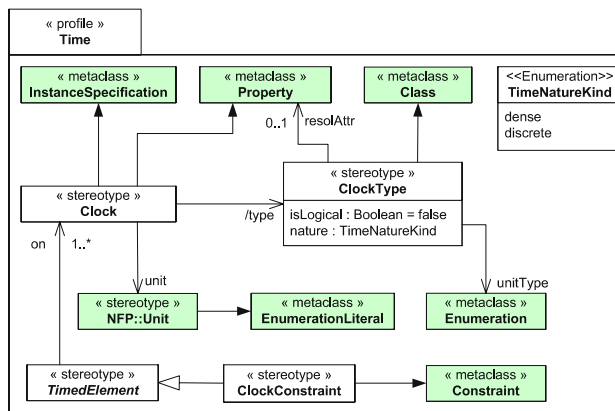 « profile »
Time
« metaclass »
InstanceSpecification
« metaclass »
Property
« metaclass »
Class
<<Enumeration>>
TimeNatureKind
dense
discrete
0..1
resolAttr
« stereotype »
Clock
/type
« stereotype »
ClockType
isLogical : Boolean = false
nature : TimeNatureKind
on
1..*
unit
unitType
« stereotype »
NFP::Unit
« metaclass »
EnumerationLiteral
« metaclass »
Enumeration
« stereotype »
TimedElement
« stereotype »
ClockConstraint
« metaclass »
Constraint